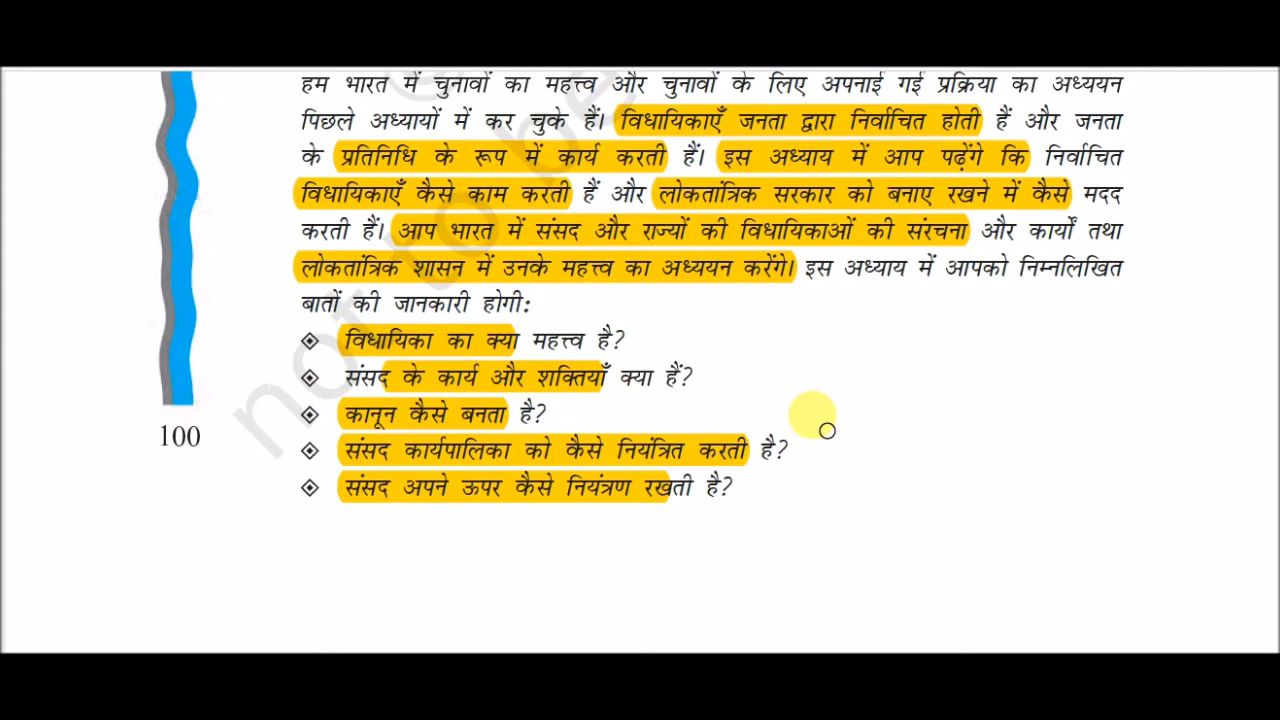 हम भारत में चुनावों का महत्त्व और चुनावों के लिए अपनाई गई प्रक्रिया का अध्ययन
पिछले अध्यायों में कर चुके हैं। विधायिकाएँ जनता द्वारा निर्वाचित होती हैं और जनता
के प्रतिनिधि के रूप में कार्य करती हैं। इस अध्याय में आप पढ़ेंगे कि निर्वाचित
विधायिकाएँ कैसे काम करती हैं और लोकतांत्रिक सरकार को बनाए रखने में कैसे मदद
करती हैं। आप भारत में संसद और राज्यों की विधायिकाओं की संरचना और कार्यों तथा
लोकतांत्रिक शासन में उनके महत्त्व का अध्ययन करेंगे। इस अध्याय में आपको निम्नलिखित
बातों की जानकारी होगी:
विधायिका का क्या महत्त्व है?
संसद के कार्य और शक्तियाँ क्या हैं?
कानून कैसे बनता है?
संसद कार्यपालिका को कैसे नियंत्रित करती है?
संसद अपने ऊपर कैसे नियंत्रण रखती है?
100
not to be